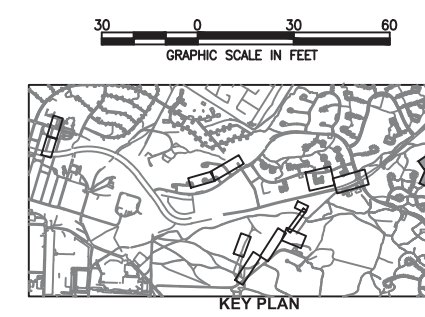 30 0 30 60
GRAPHIC SCALE IN FEET
KEY PLAN